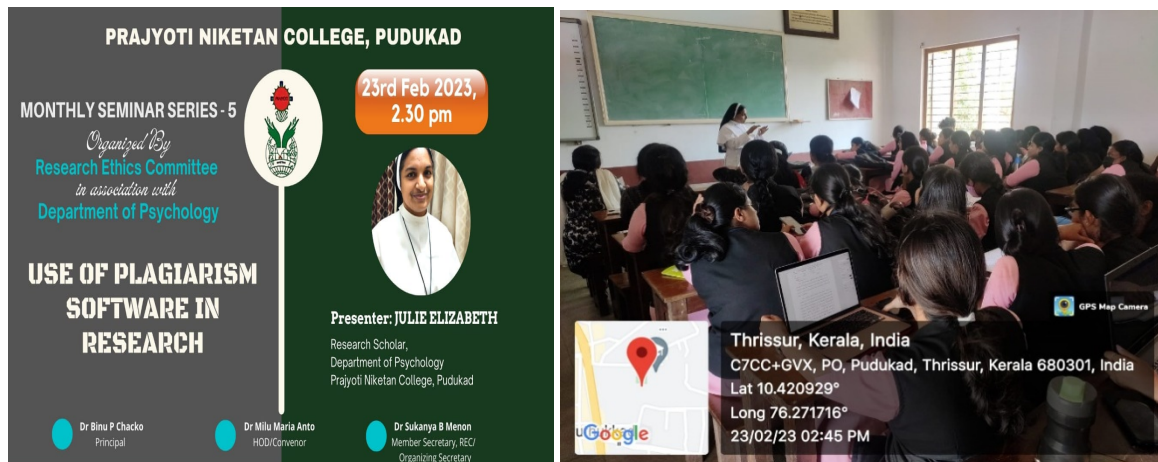 PRAJYOTI NIKETAN COLLEGE, PUDUKAD
MONTHLY SEMINAR SERIES - 5
Organized By
Research Ethics Committee
in association with
Department of Psychology
USE OF PLAGIARISM
SOFTWARE IN
RESEARCH
23rd Feb 2023,
2.30 pm
Presenter: JULIE ELIZABETH
Research Scholar,
Department of Psychology
Prajyoti Niketan College, Pudukad
Dr Binu P Chacko
Principal
Dr Milu Maria Anto
HOD/Convenor
Dr Sukanya B Menon
Member Secretary, REC/
Organizing Secretary
GPS Map Camera
Google
Thrissur, Kerala, India
C7CC+GVX, PO, Pudukad, Thrissur, Kerala 680301, India
Lat 10.420929°
Long 76.271716°
23/02/23 02:45 PM